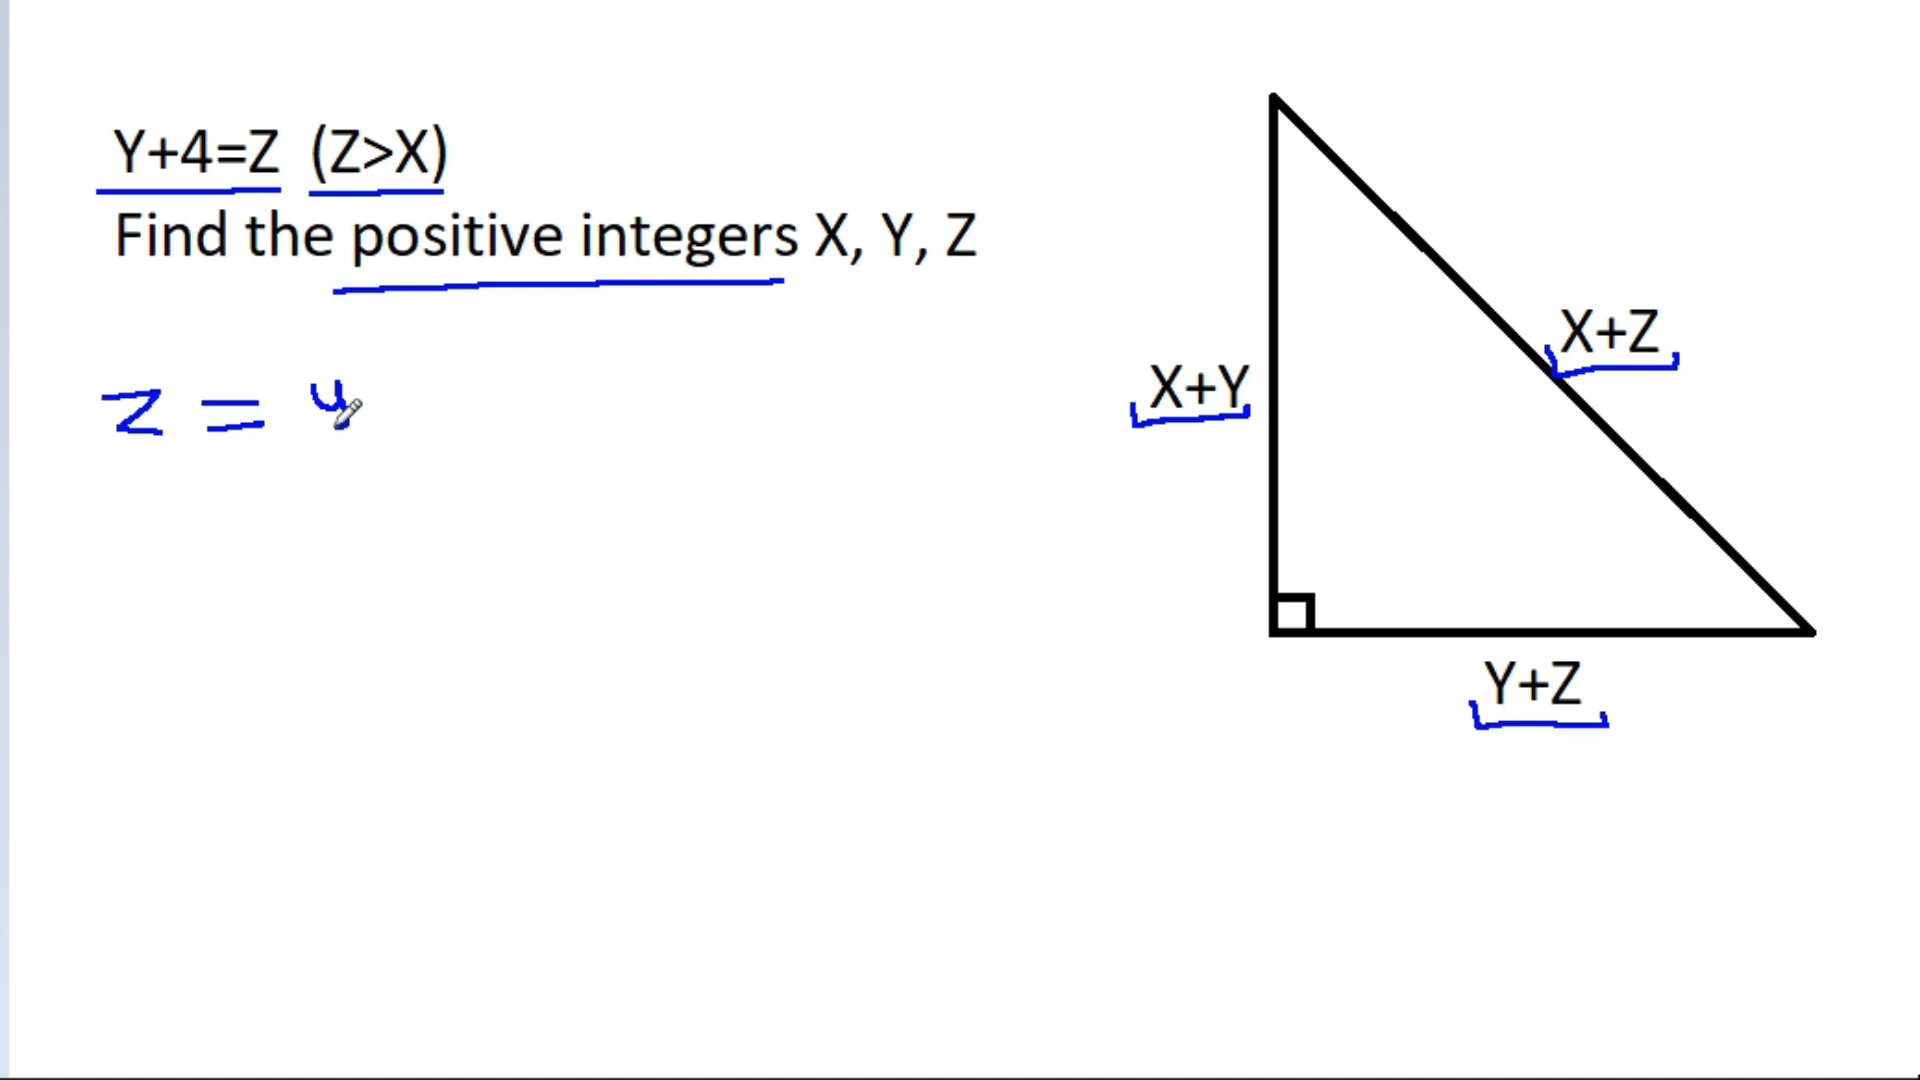 Y+4=Z (Z>X)
Find the positive integers X, Y, Z
z = y
X+Z
X+Y
Y+Z